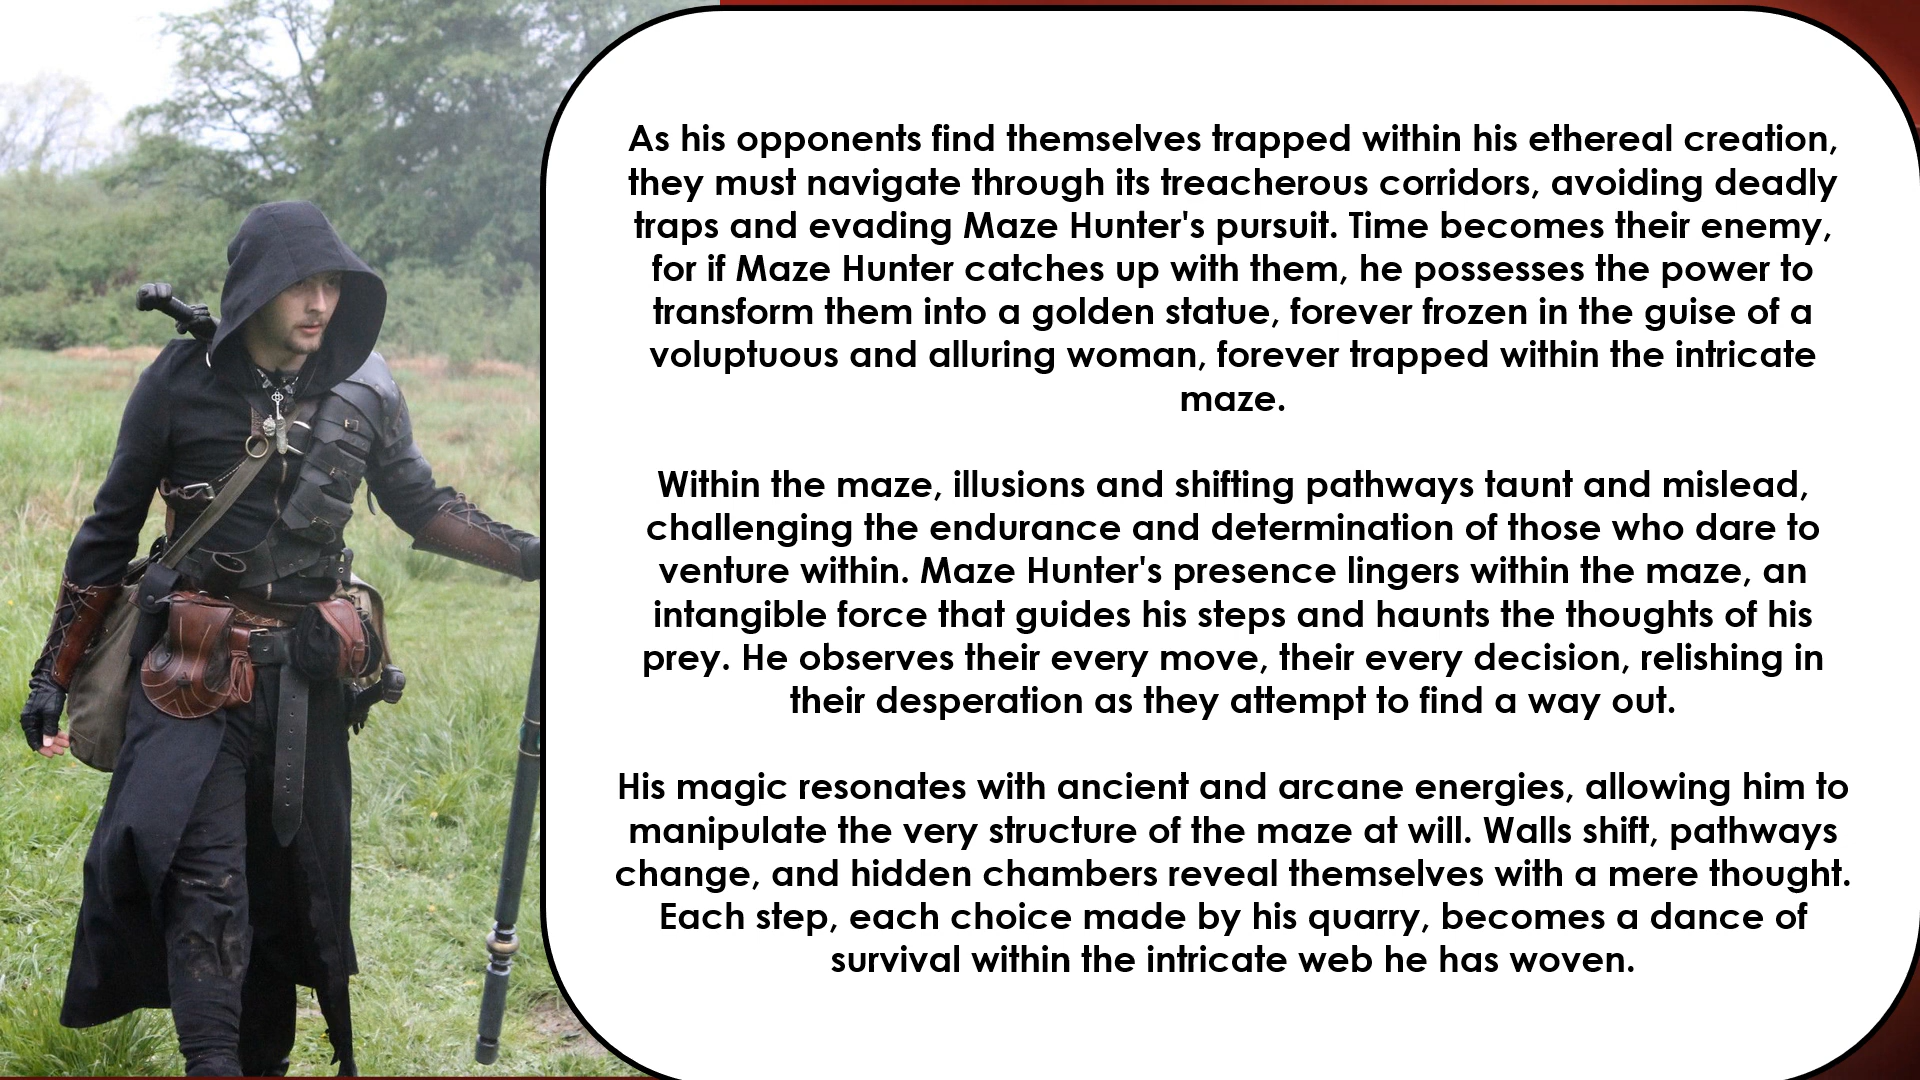 As his opponents find themselves trapped within his ethereal creation,
they must navigate through its treacherous corridors, avoiding deadly
traps and evading Maze Hunter's pursuit. Time becomes their enemy,
for if Maze Hunter catches up with them, he possesses the power to
transform them into a golden statue, forever frozen in the guise of a
voluptuous and alluring woman, forever trapped within the intricate
maze.
Within the maze, illusions and shifting pathways taunt and mislead,
challenging the endurance and determination of those who dare to
venture within. Maze Hunter's presence lingers within the maze, an
intangible force that guides his steps and haunts the thoughts of his
prey. He observes their every move, their every decision, relishing in
their desperation as they attempt to find a way out.
His magic resonates with ancient and arcane energies, allowing him to
manipulate the very structure of the maze at will. Walls shift, pathways
change, and hidden chambers reveal themselves with a mere thought.
Each step, each choice made by his quarry, becomes a dance of
survival within the intricate web he has woven.